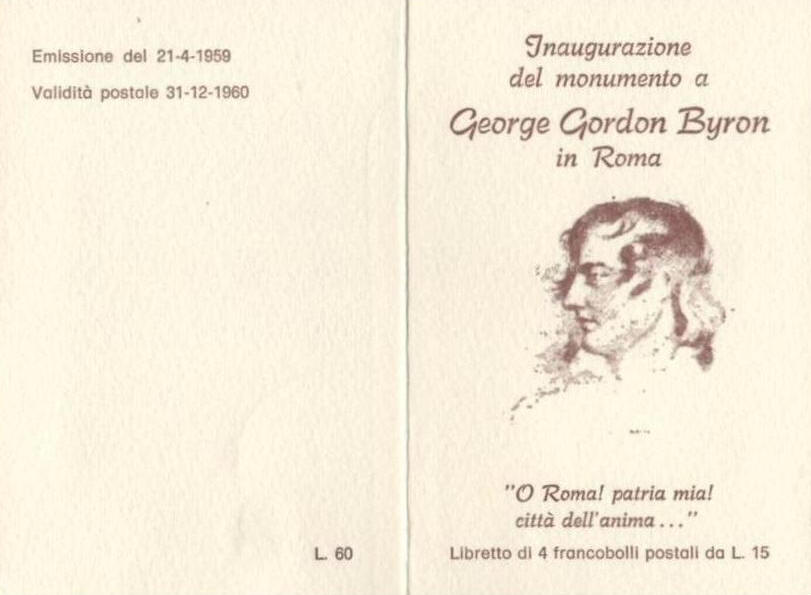 Emissione del 21-4-1959
Validità postale 31-12-1960
L. 60
Inaugurazione
del monumento a
George Gordon Byron
in Roma
"O Roma! patria mia!
città dell'anima..."
Libretto di 4 francobolli postali da L. 15